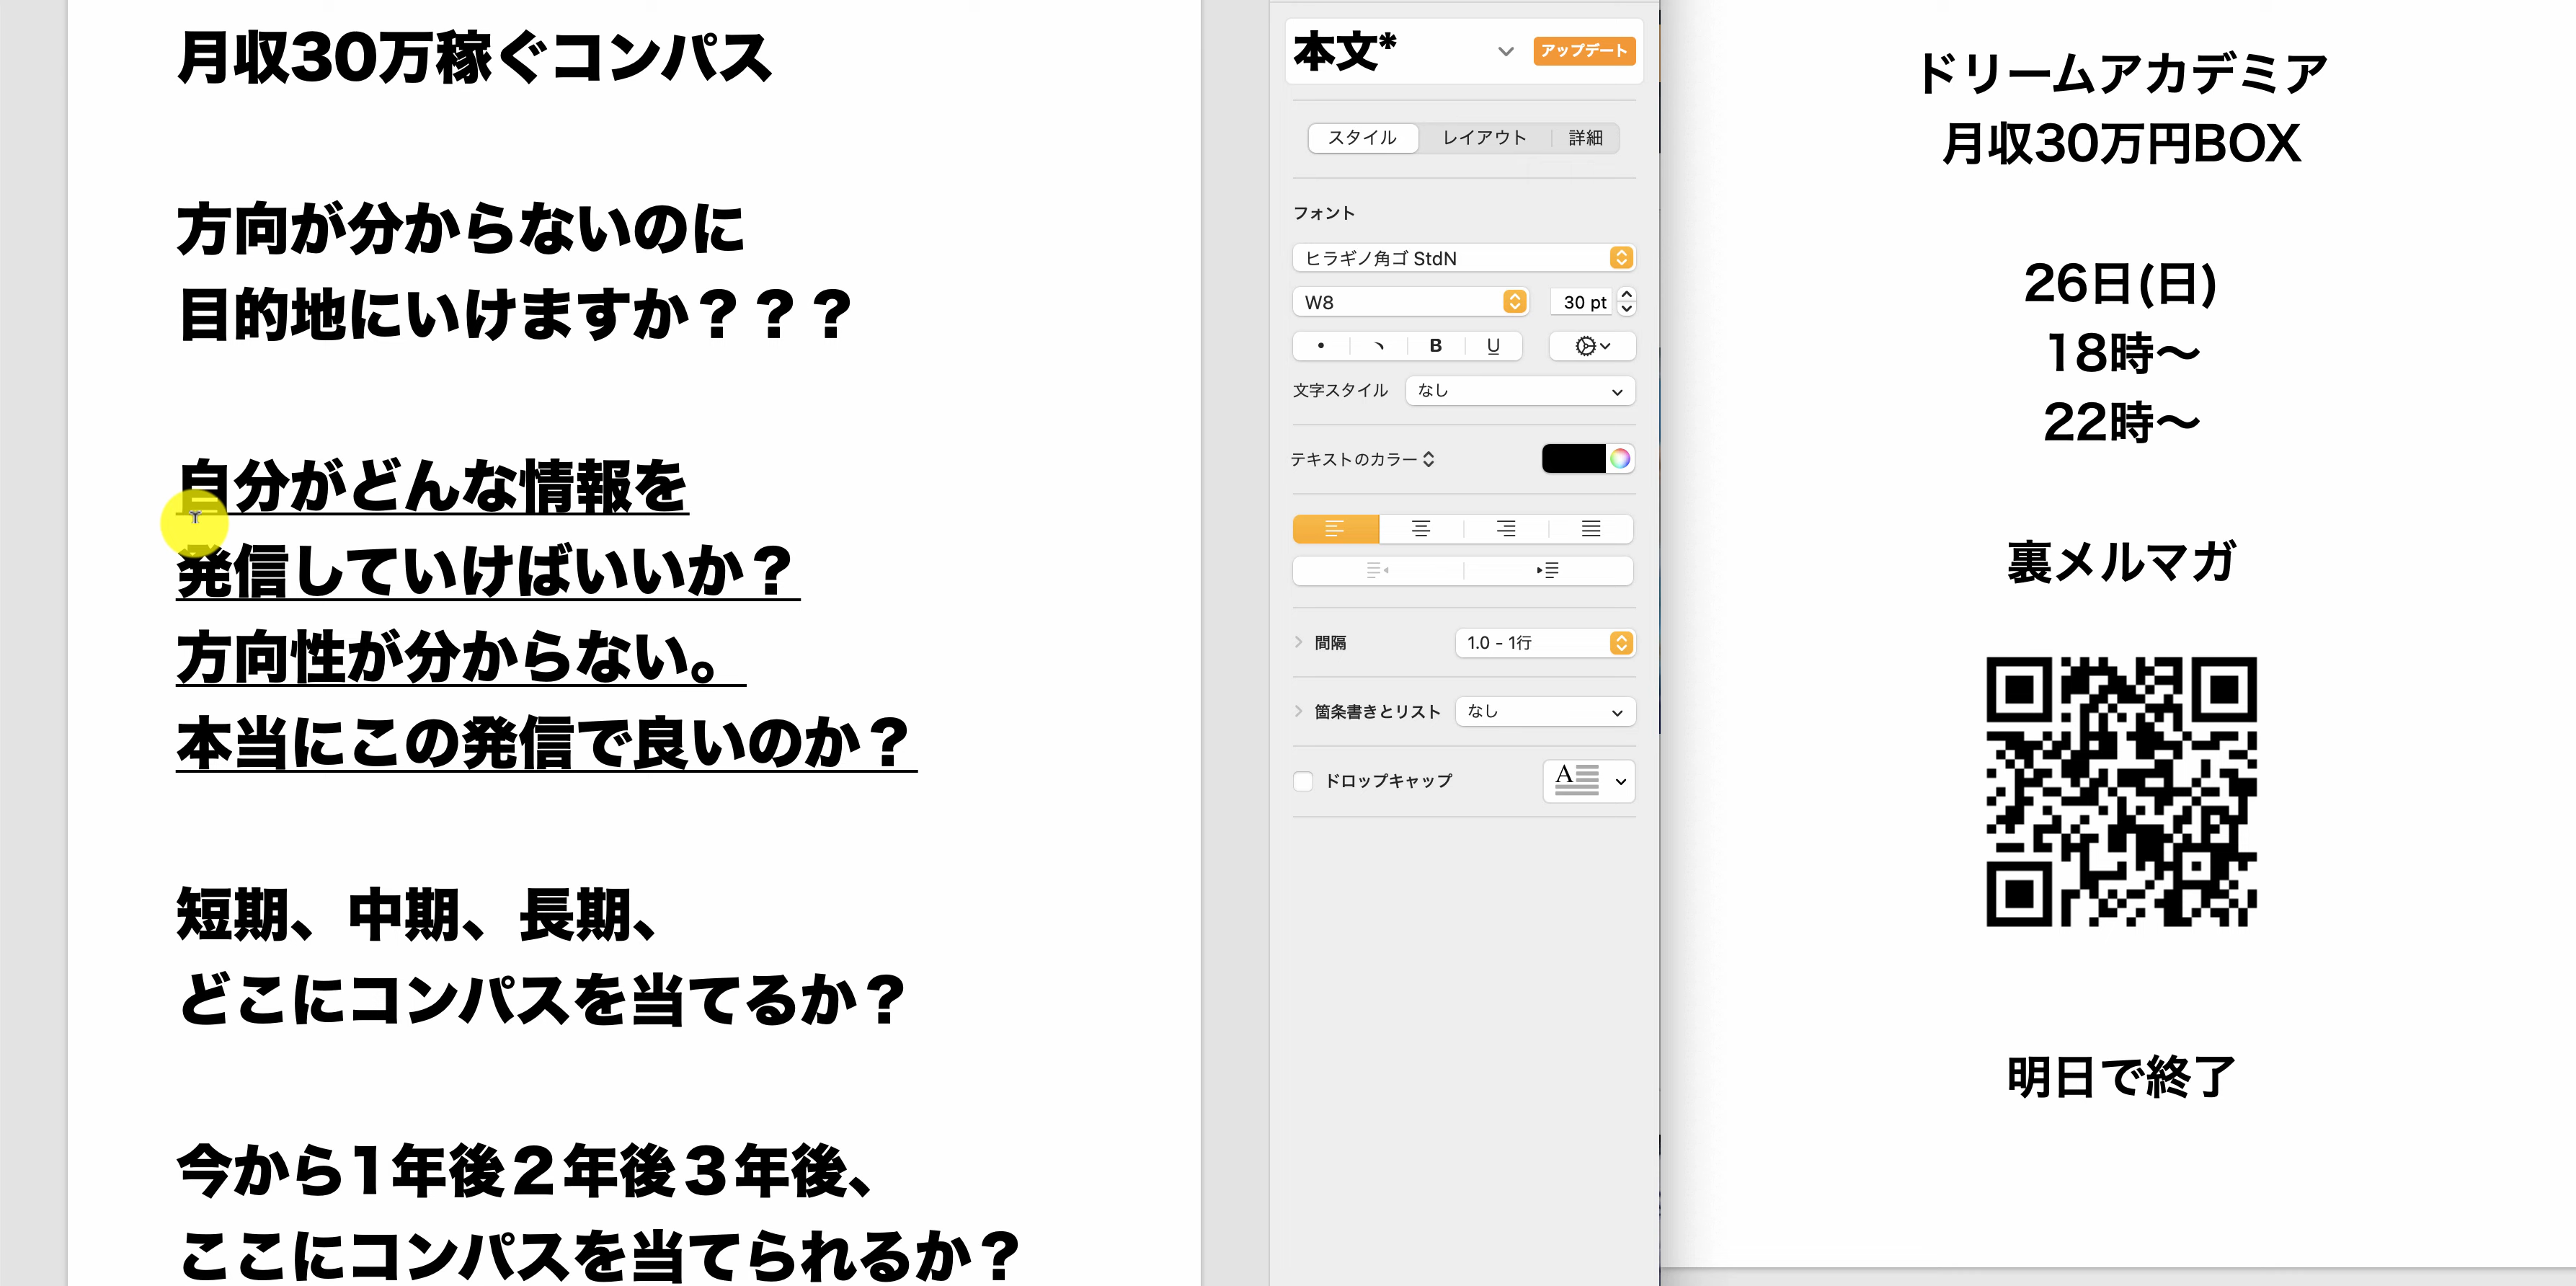 月収30万稼ぐコンパス
方向が分からないのに
目的地にいけますか？？？
自分がどんな情報を
発信していけばいいか？
方向性が分からない。
本当にこの発信で良いのか？
短期、中期、長期、
どこにコンパスを当てるか？
今から1年後２年後３年後、
ここにコンパスを当てられるか？
本文*
アップデート
スタイル
レイアウト
詳細
フォント
ヒラギノ角ゴ StdN
W8
30 pt
B
U
文字スタイル
なし
テキストのカラー
間隔
1.0 - 1行
箇条書きとリスト
なし
ドロップキャップ
A
ドリームアカデミア
月収30万円BOX
26日(日)
18時〜
22時〜
裏メルマガ
明日で終了